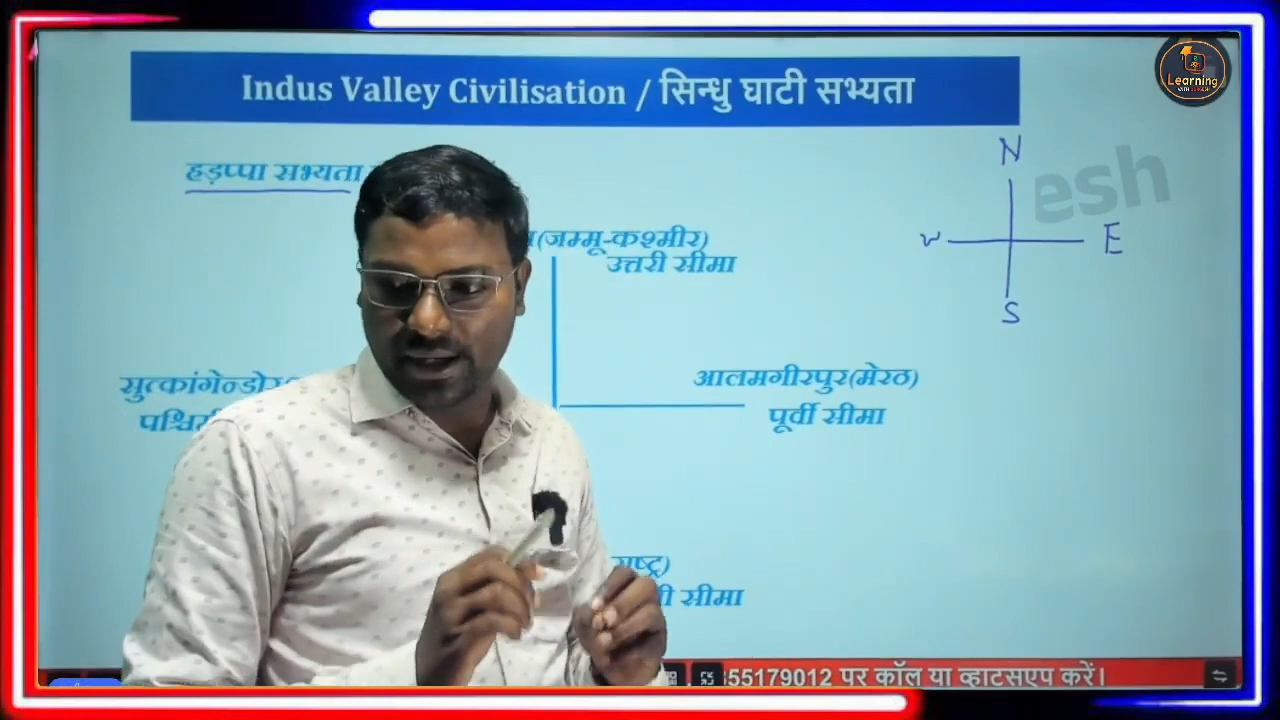 Indus Valley Civilisation / सिन्धु घाटी सभ्यता
Learning
हड़प्पा सभ्यता
N
esh
W
E
S
(जम्मू-कश्मीर)
उत्तरी सीमा
सुत्कांगेन्डोर
आलमगीरपुर(मेरठ)
पूर्वी सीमा
सीमा
55179012 पर कॉल या व्हाटसएप करें।